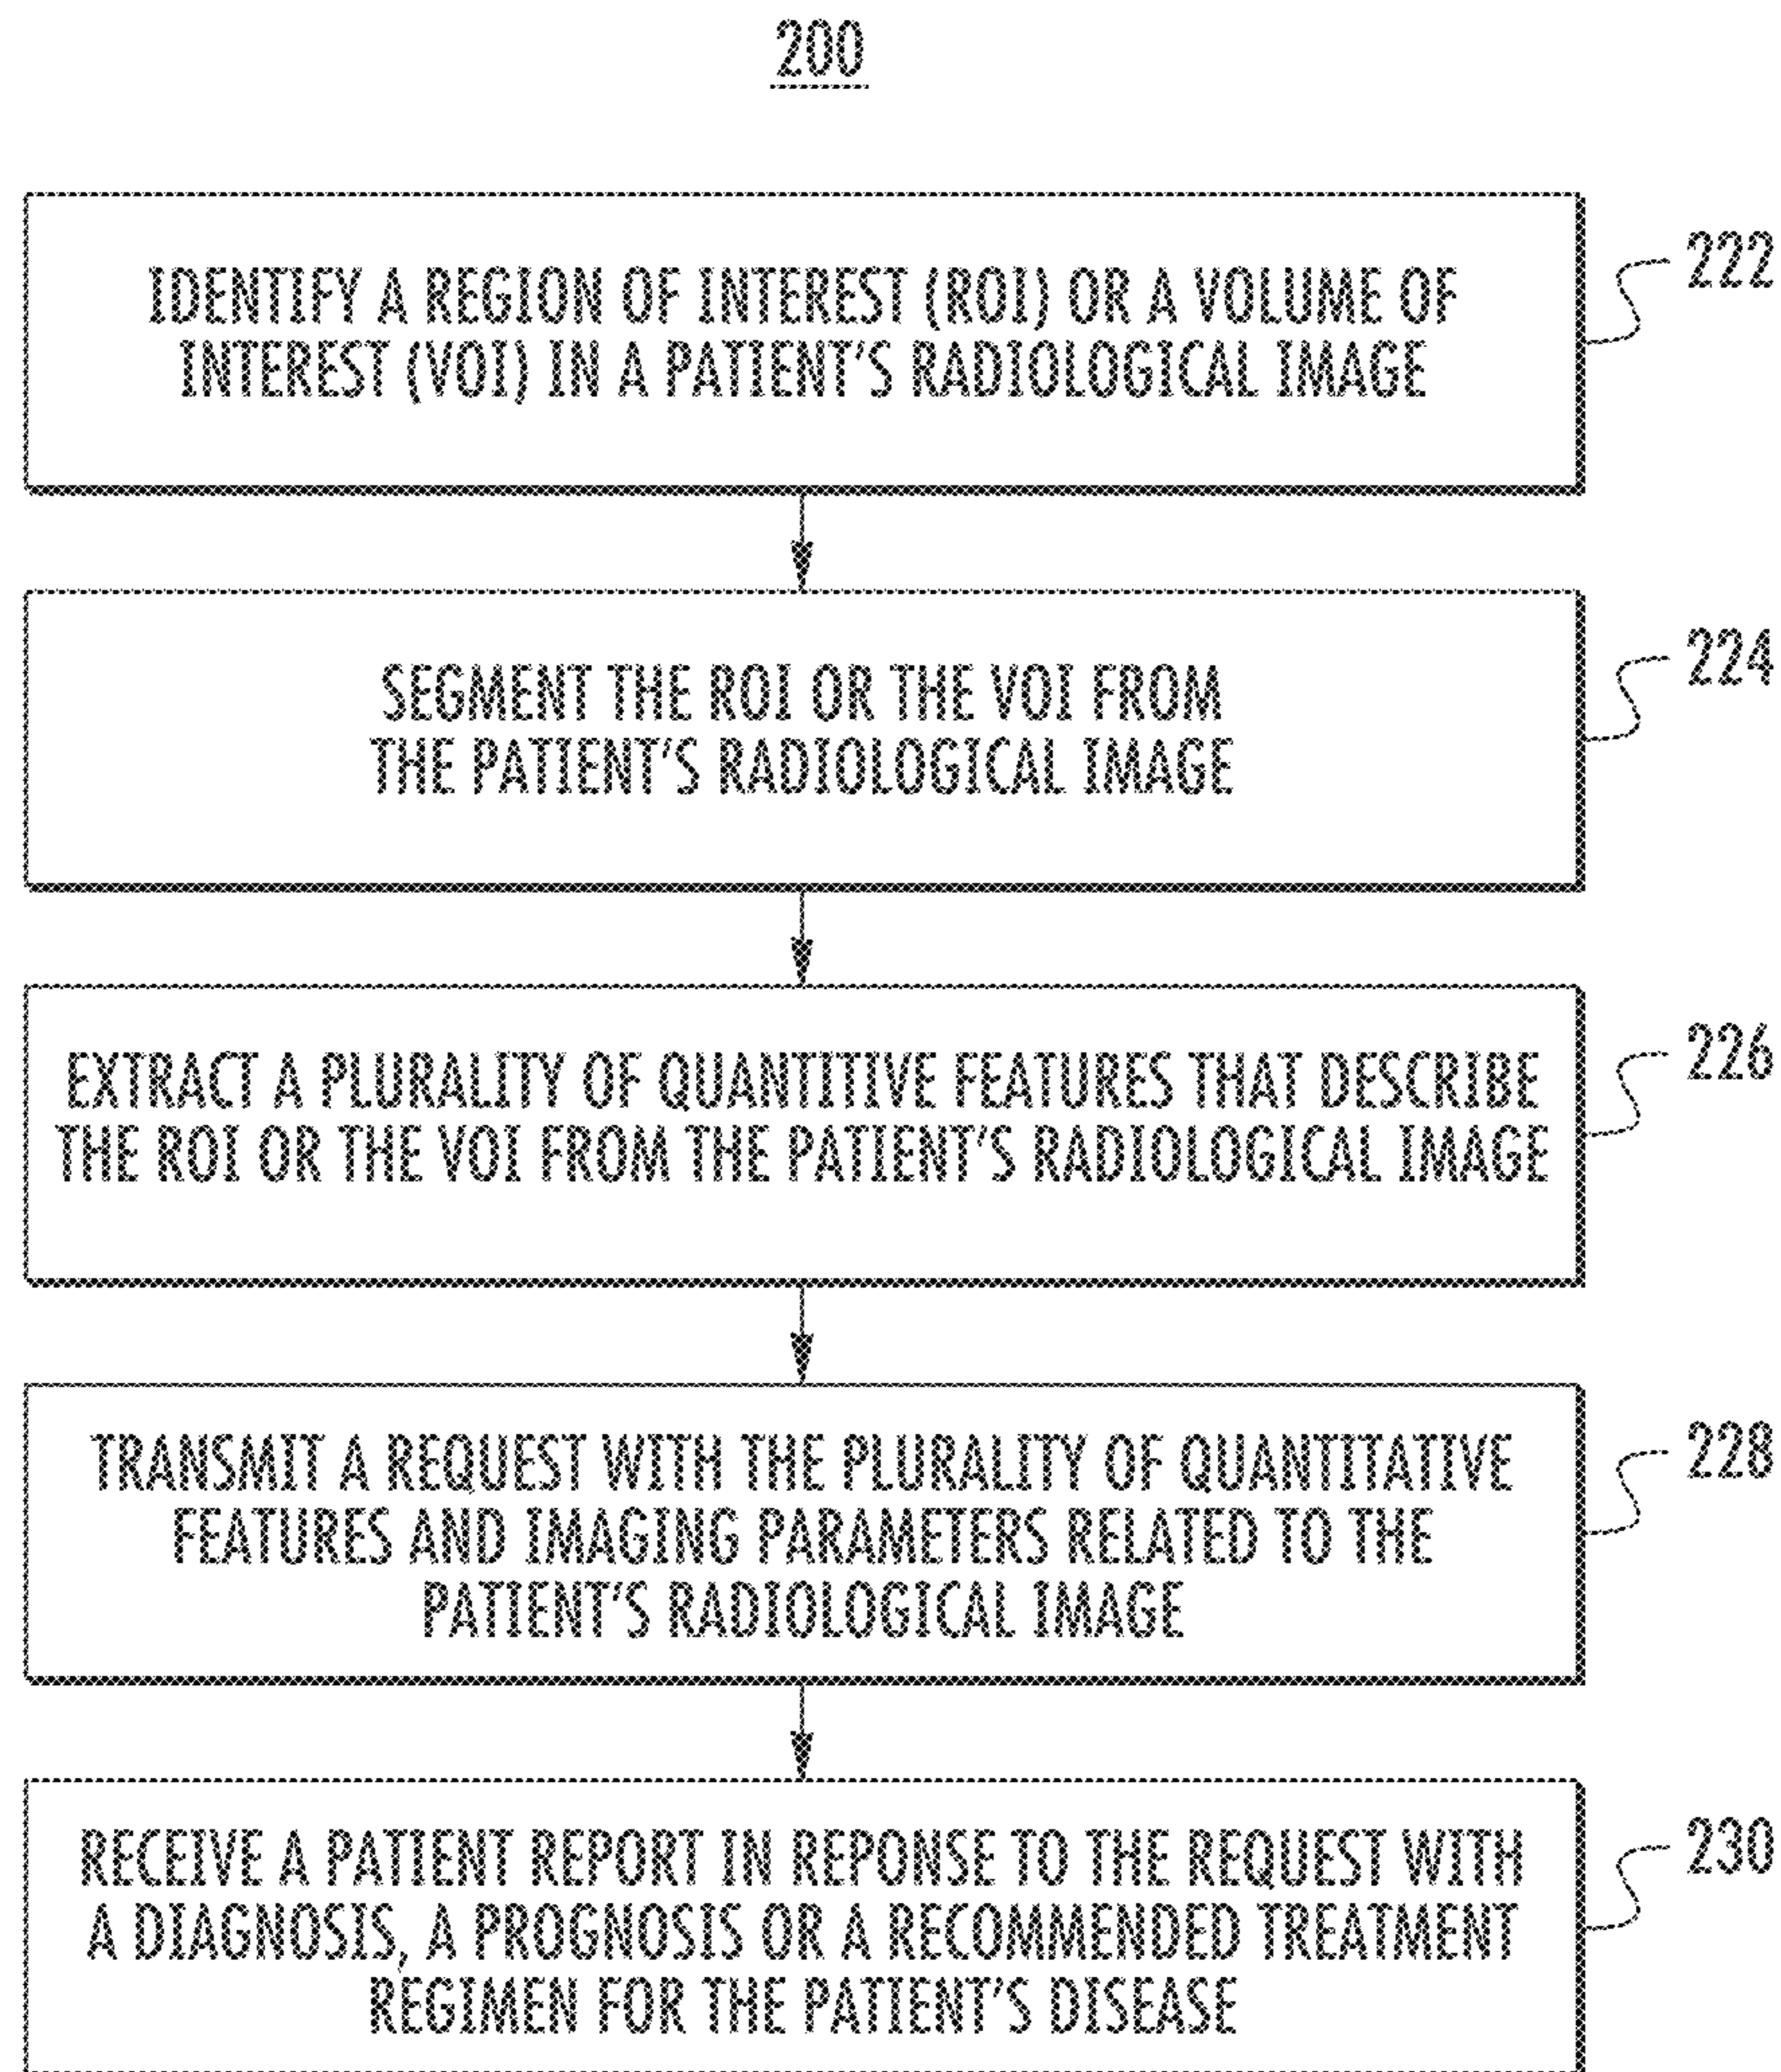 200
IDENTIFY A REGION OF INTEREST (ROI) OR A VOLUME OF
INTEREST (VOI) IN A PATIENT'S RADIOLOGICAL IMAGE
222
SEGMENT THE ROI OR THE VOI FROM
THE PATIENT'S RADIOLOGICAL IMAGE
224
EXTRACT A PLURALITY OF QUANTITIVE FEATURES THAT DESCRIBE
THE ROI OR THE VOI FROM THE PATIENT'S RADIOLOGICAL IMAGE
226
TRANSMIT A REQUEST WITH THE PLURALITY OF QUANTITATIVE
FEATURES AND IMAGING PARAMETERS RELATED TO THE
PATIENT'S RADIOLOGICAL IMAGE
228
RECEIVE A PATIENT REPORT IN REPONSE TO THE REQUEST WITH
A DIAGNOSIS, A PROGNOSIS OR A RECOMMENDED TREATMENT
REGIMEN FOR THE PATIENT'S DISEASE
230